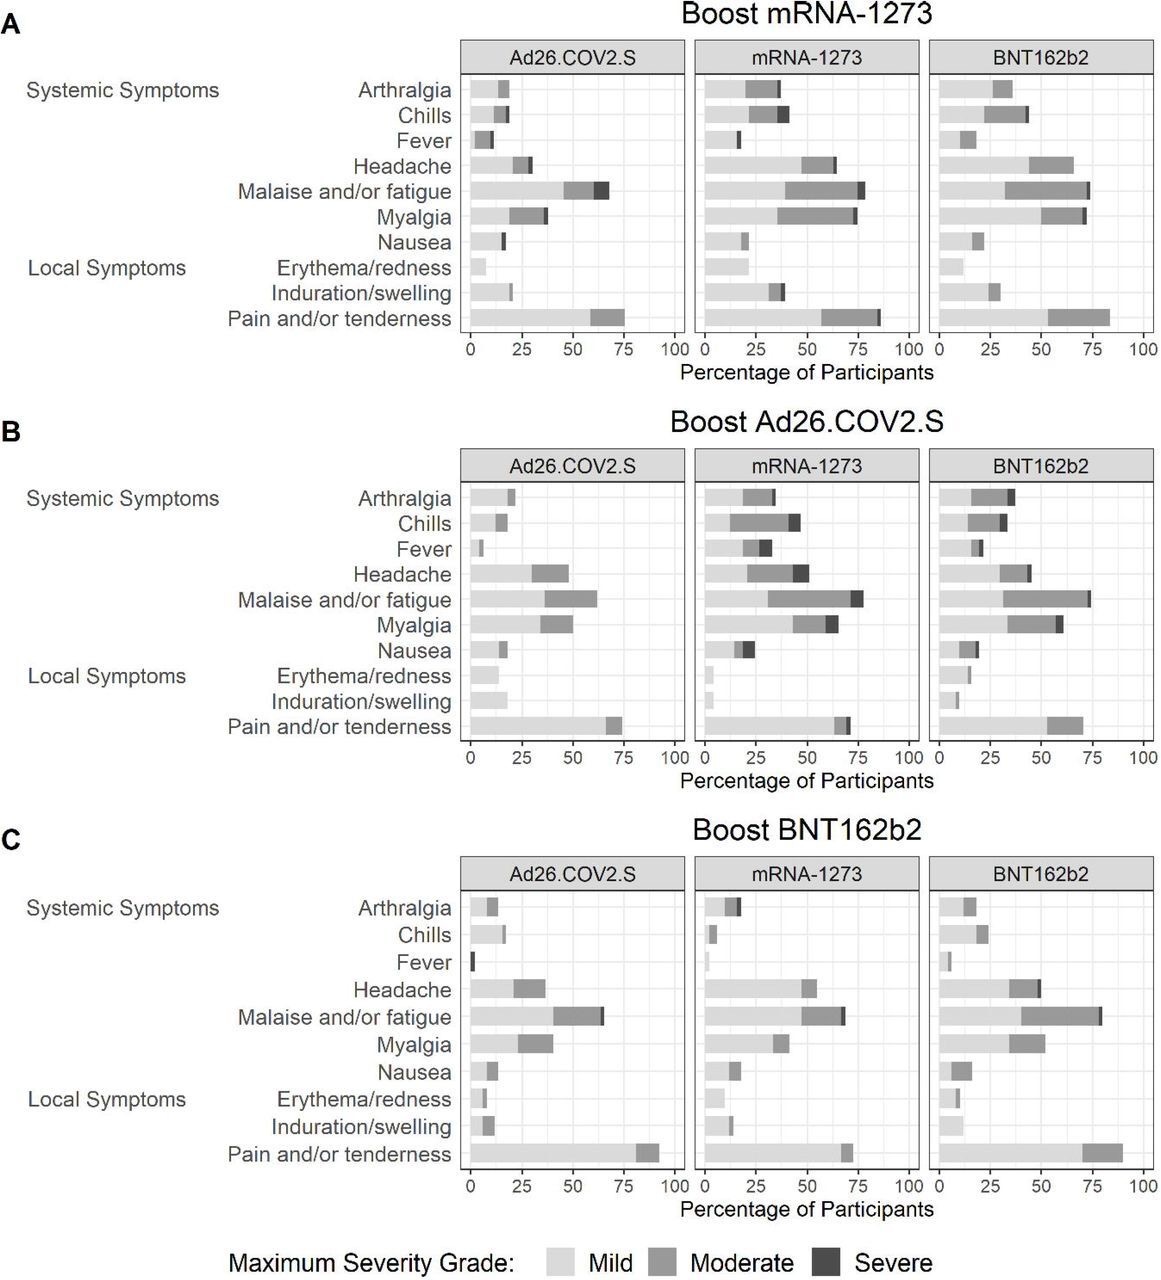 A
Boost mRNA-1273
Ad26.COV2.S mRNA-1273 BNT162b2
Systemic Symptoms Arthralgia
Chills
Fever
Headache
Malaise and/or fatigue
Myalgia
Nausea
Local Symptoms Erythema/redness
Induration/swelling
Pain and/or tenderness
0 25 50 75 100 0 25 50 75 100 0 25 50 75 100
Percentage of Participants
B
Boost Ad26.COV2.S
Ad26.COV2.S mRNA-1273 BNT162b2
Systemic Symptoms Arthralgia
Chills
Fever
Headache
Malaise and/or fatigue
Myalgia
Nausea
Local Symptoms Erythema/redness
Induration/swelling
Pain and/or tenderness
0 25 50 75 100 0 25 50 75 100 0 25 50 75 100
Percentage of Participants
C
Boost BNT162b2
Ad26.COV2.S mRNA-1273 BNT162b2
Systemic Symptoms Arthralgia
Chills
Fever
Headache
Malaise and/or fatigue
Myalgia
Nausea
Local Symptoms Erythema/redness
Induration/swelling
Pain and/or tenderness
0 25 50 75 100 0 25 50 75 100 0 25 50 75 100
Percentage of Participants
Maximum Severity Grade: Mild Moderate Severe